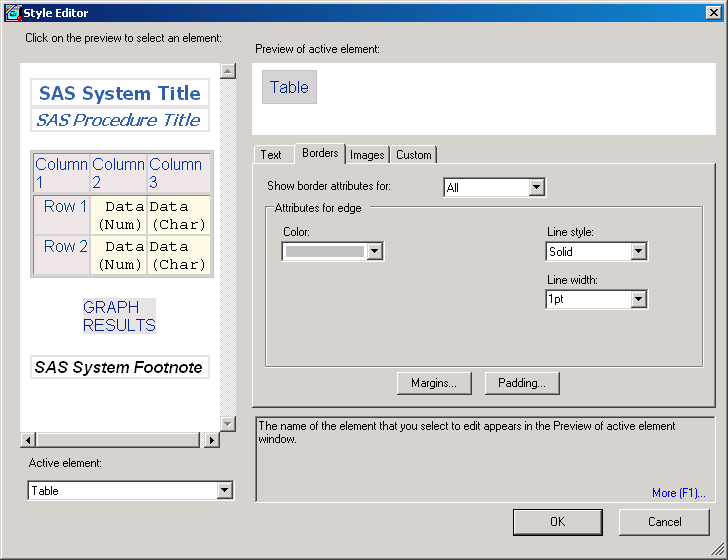 Style Editor
Click on the preview to select an element:
SAS System Title
SAS Procedure Title
Column 1 Column 2 Column 3
Row 1 Data (Num) Data (Char)
Row 2 Data (Num) Data (Char)
GRAPH
RESULTS
SAS System Footnote
Active element:
Table
Preview of active element:
Table
Text Borders Images Custom
Show border attributes for: All
Attributes for edge
Color: Line style:
Solid
Line width:
1pt
Margins... Padding...
The name of the element that you select to edit appears in the Preview of active element
window.
More (F1)...
OK Cancel